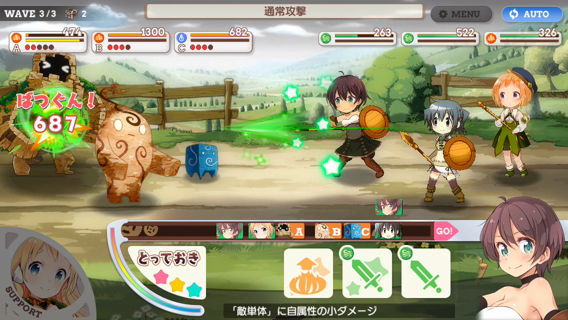 WAVE 3/3 2
通常攻撃
MENU
AUTO
474
A
1300
B
682
C
263
522
326
ばつぐん!
687
A
B
C
GO!
とっておき
SUPPORT
「敵単体」に自属性の小ダメージ